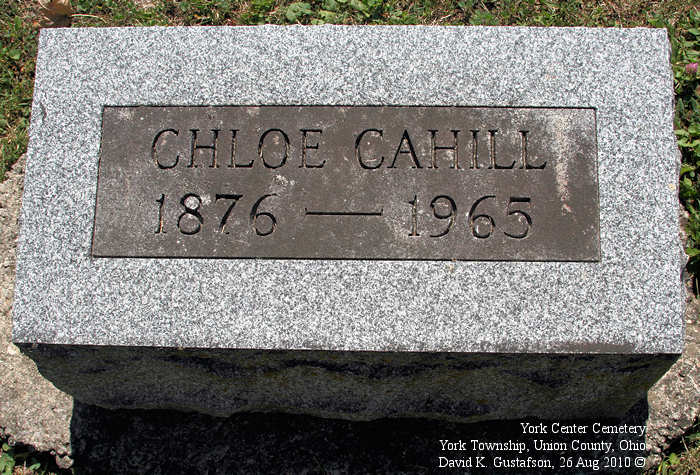 CHLOE CAHILL
1876 — 1965
York Center Cemetery
York Township, Union County, Ohio
David K. Gustafson, 26 Aug 2010 ©